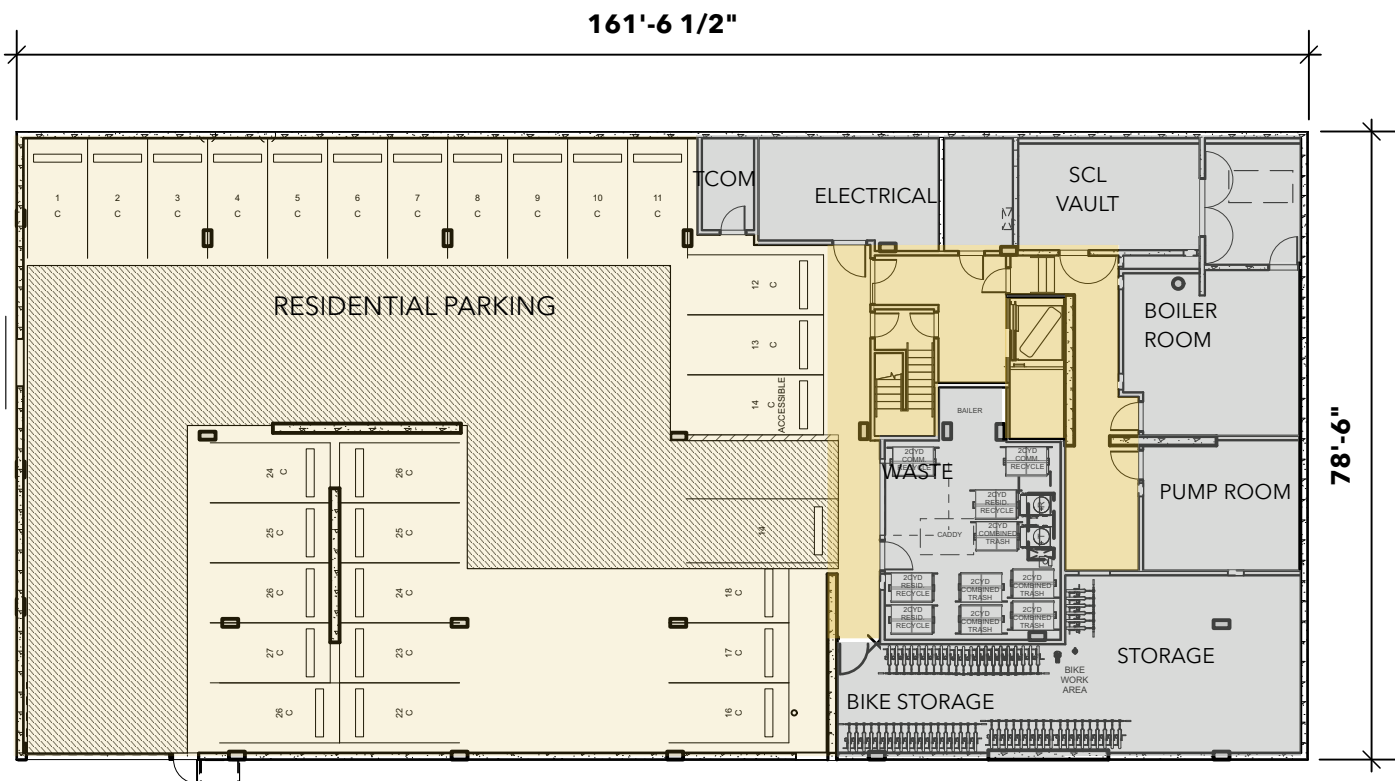 161'-6 1/2"
78'-6"
1
C
2
C
3
C
4
C
5
C
6
C
7
C
8
C
9
C
10
C
11
C
TCOM
ELECTRICAL
SCL
VAULT
RESIDENTIAL PARKING
12
C
13
C
14
C
ACCESSIBLE
BOILER
ROOM
BAILER
24
C
26
C
2CYD
COMM.
RECYCLE
2CYD
COMM.
RECYCLE
WASTE
PUMP ROOM
2CYD
RESID.
RECYCLE
25
C
25
C
14
CADDY
2CYD
COMBINED
TRASH
26
C
24
C
18
C
2CYD
RESID.
RECYCLE
2CYD
COMBINED
TRASH
2CYD
COMBINED
TRASH
2CYD
RESID.
RECYCLE
2CYD
COMBINED
TRASH
2CYD
COMBINED
TRASH
27
C
23
C
17
C
STORAGE
BIKE
WORK
AREA
26
C
22
C
16
C
BIKE STORAGE